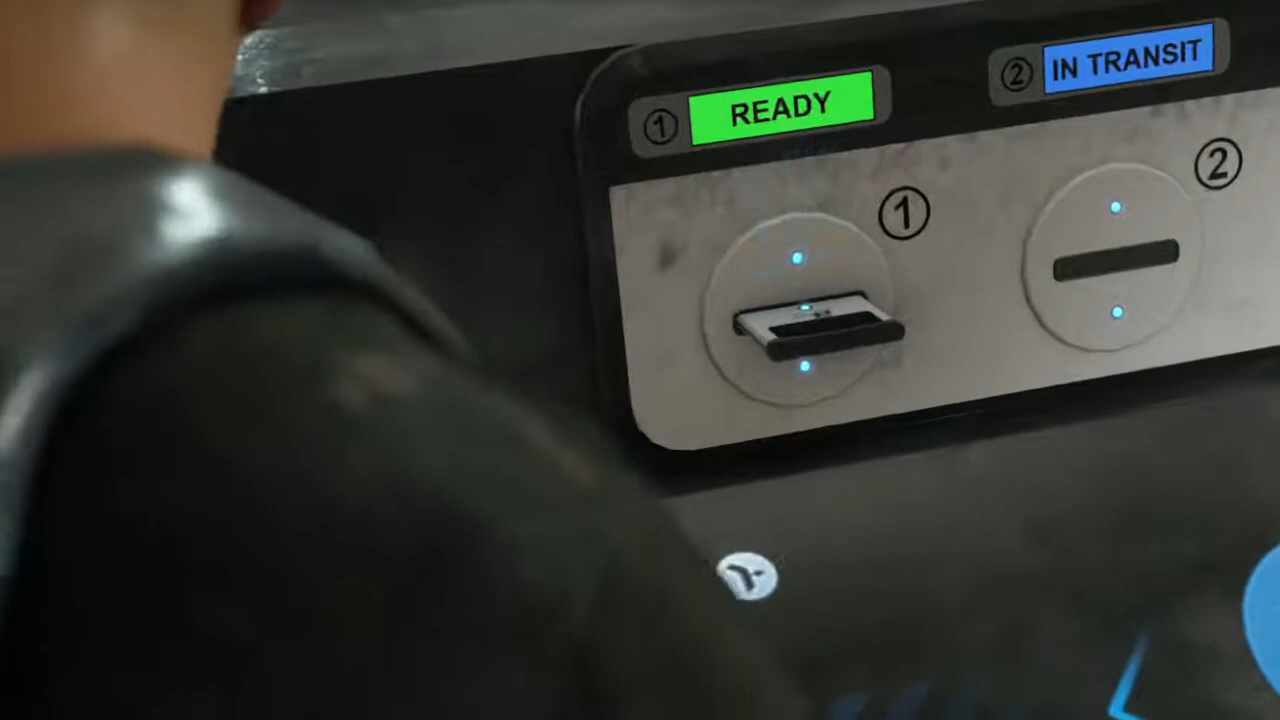 ① READY
② IN TRANSIT
①
②